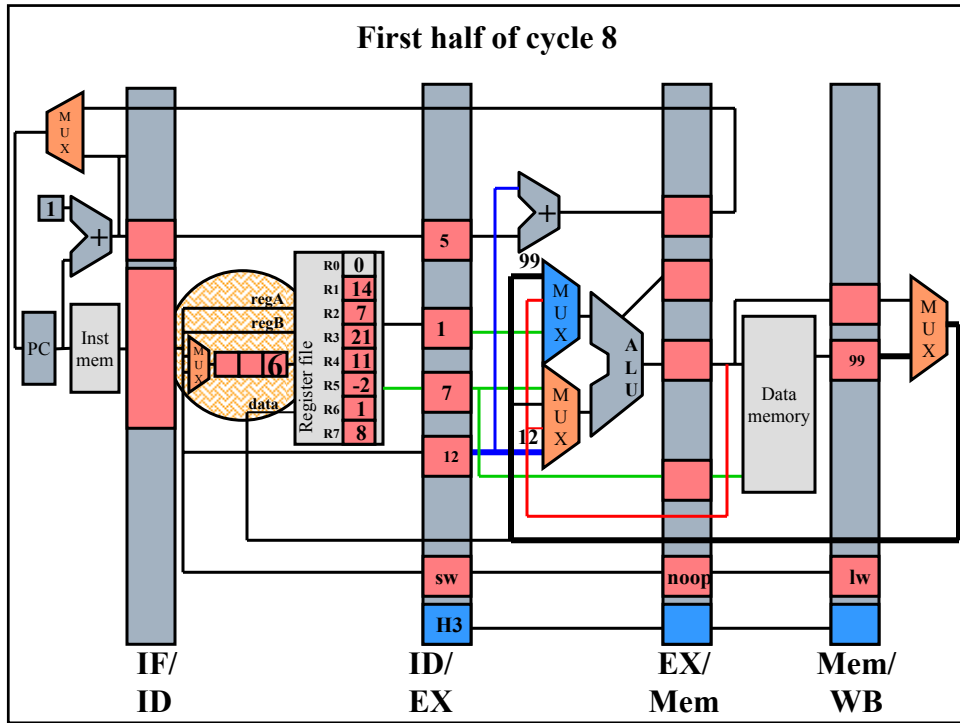 First half of cycle 8
M
U
X
1
+
PC
Inst
mem
regA
regB
M
U
X
6
data
Register file
R0 0
R1 14
R2 7
R3 21
R4 11
R5 -2
R6 1
R7 8
5
1
7
12
sw
H3
+
99
M
U
X
12
M
U
X
A
L
U
noop
Data
memory
99
lw
M
U
X
IF/
ID
ID/
EX
EX/
Mem
Mem/
WB